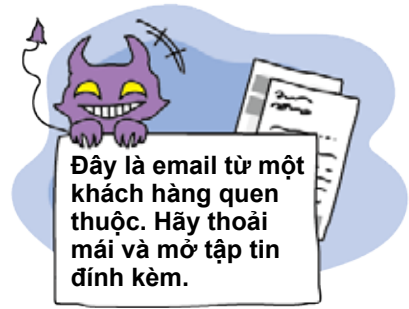 Đây là email từ một
khách hàng quen
thuộc. Hãy thoải
mái và mở tập tin
đính kèm.